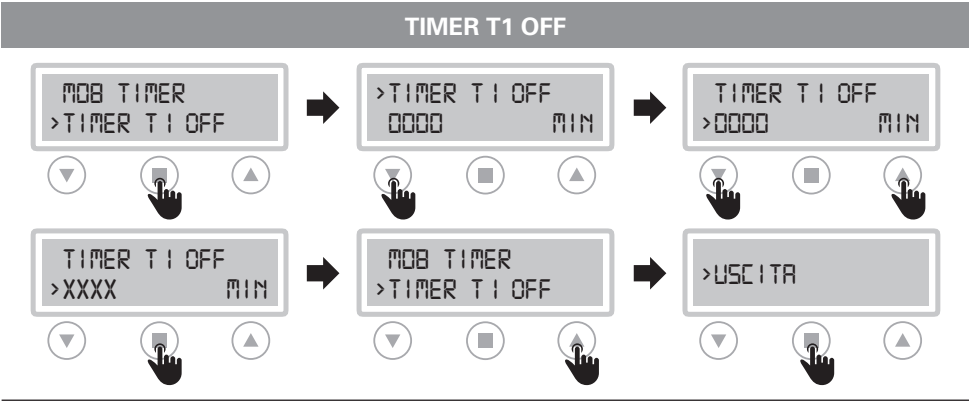 TIMER T1 OFF
MOB TIMER
>TIMER T1 OFF
>TIMER T1 OFF
0000 MIN
TIMER T1 OFF
>0000 MIN
TIMER T1 OFF
>XXXX MIN
MOB TIMER
>TIMER T1 OFF
>USCITA